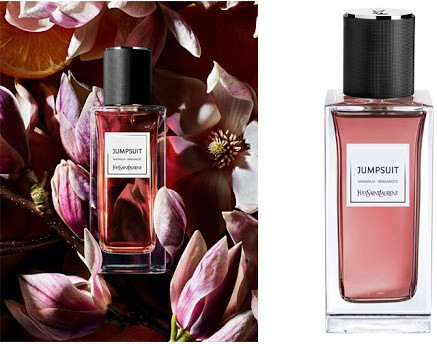 JUMPSUIT
MAGNOLIA - BERGAMOTE
YVESSAINTLAURENT
JUMPSUIT
MAGNOLIA - BERGAMOTE
YVESSAINTLAURENT